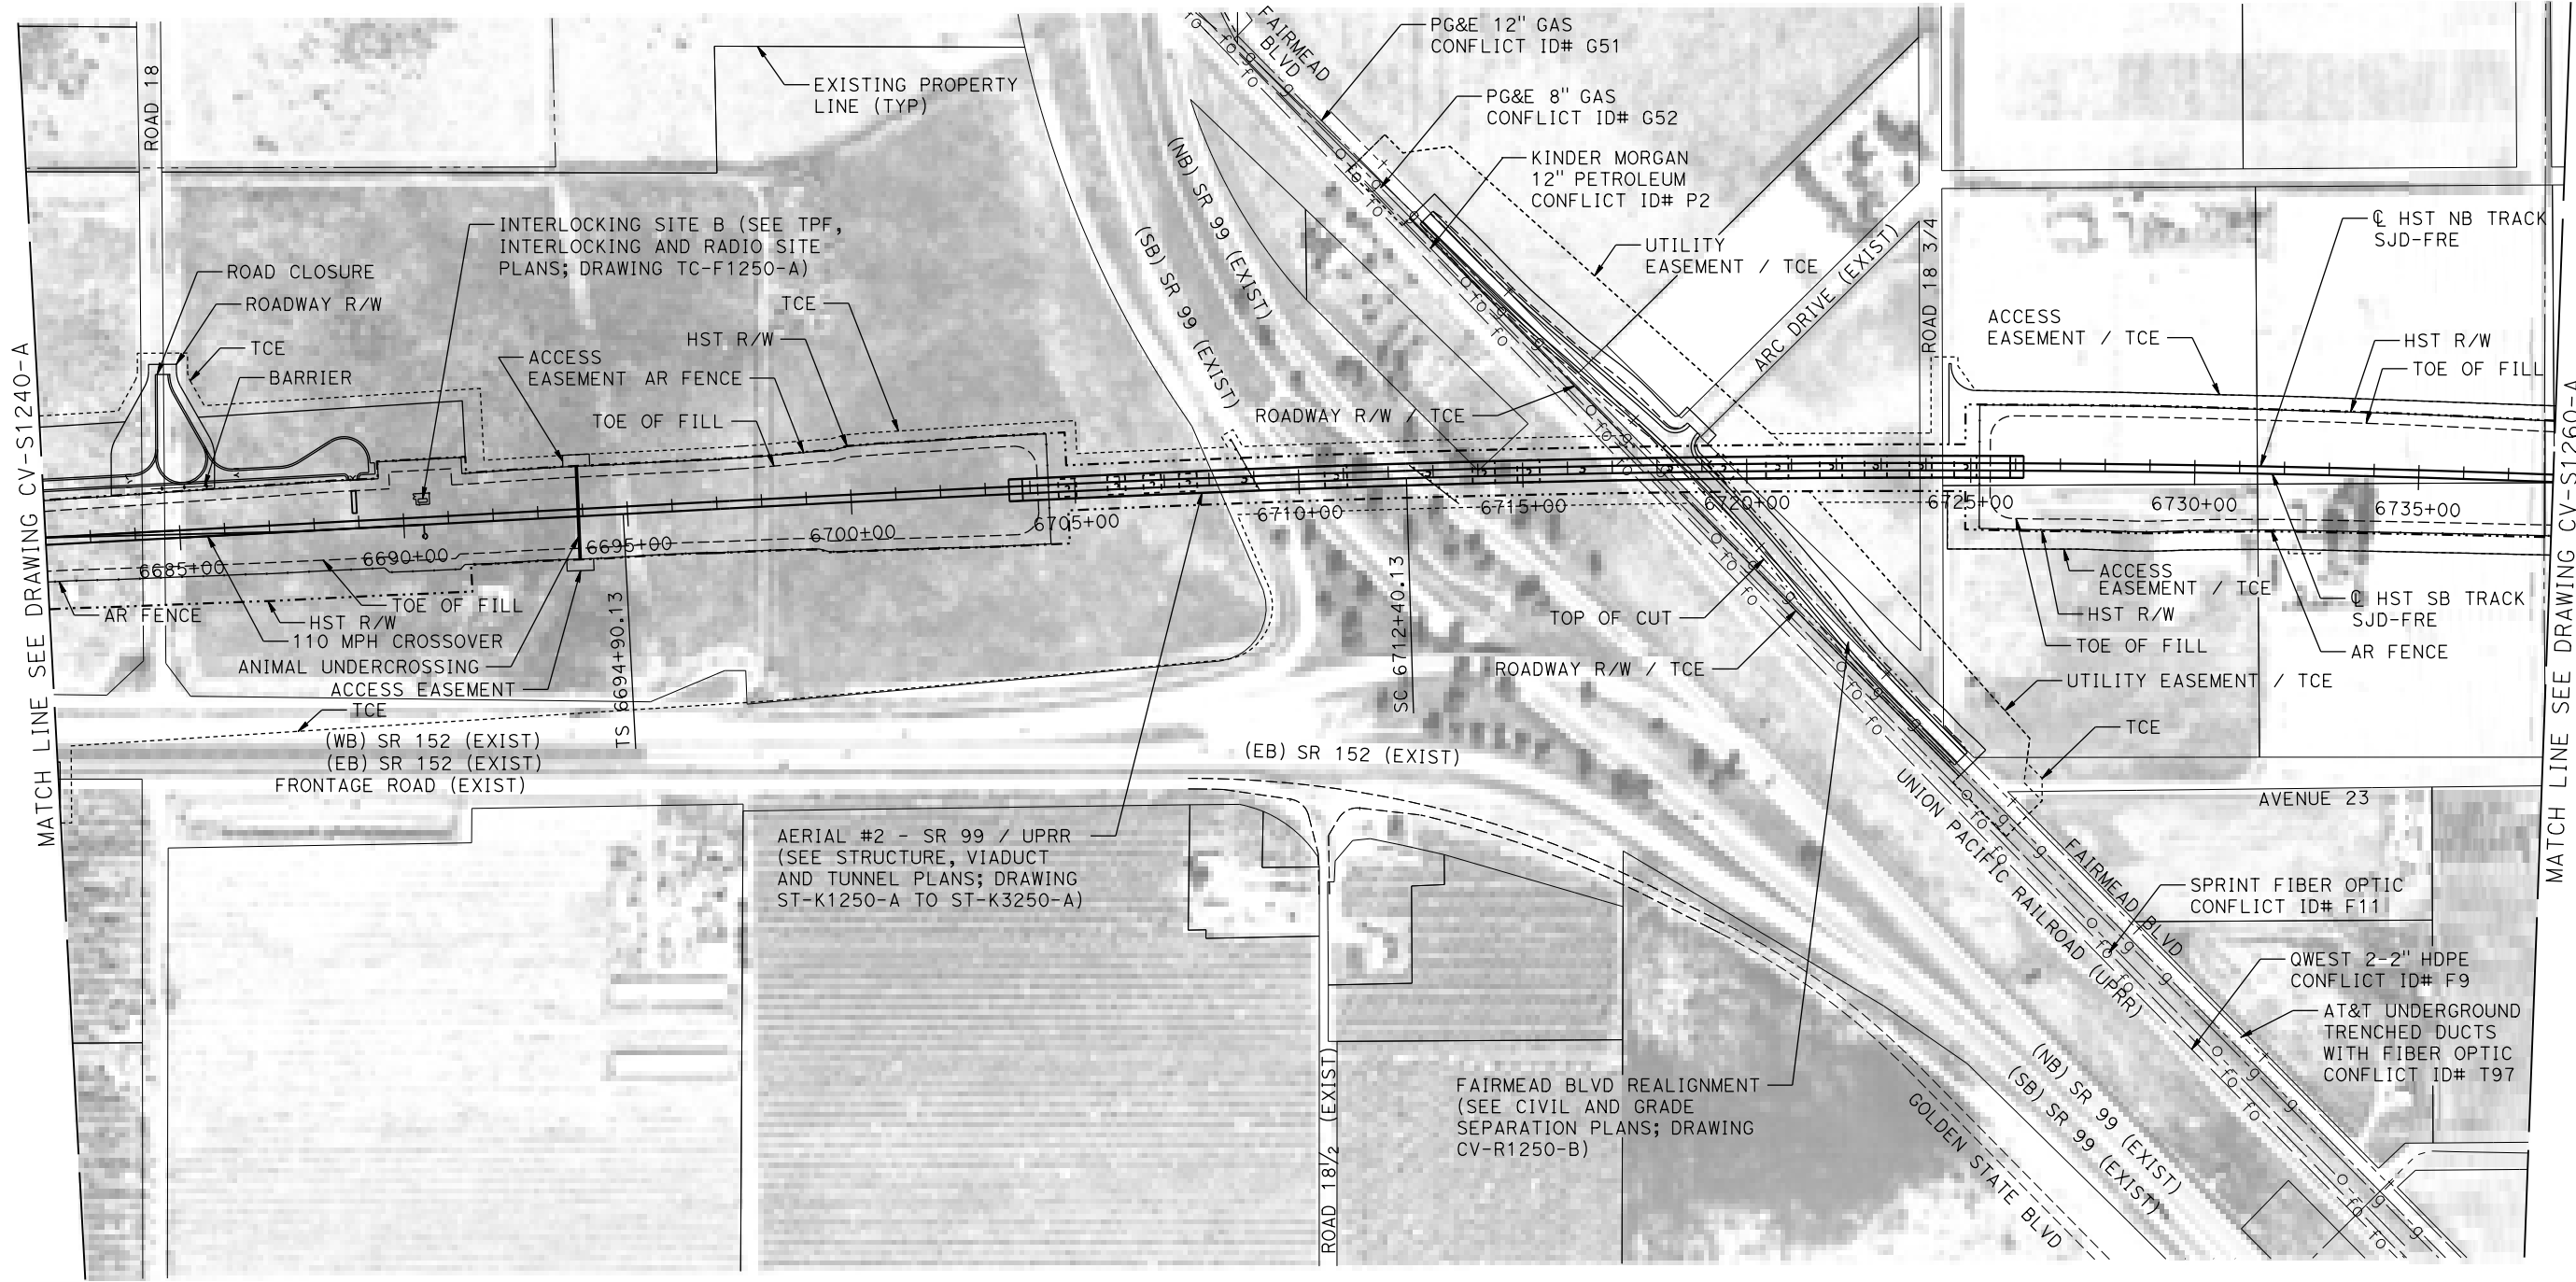 FAIRMEAD
BLVD
PG&E 12" GAS
CONFLICT ID# G51
ROAD 18
EXISTING PROPERTY
LINE (TYP)
PG&E 8" GAS
CONFLICT ID# G52
KINDER MORGAN
12" PETROLEUM
CONFLICT ID# P2
(NB) SR 99 (EXIST)
(SB) SR 99 (EXIST)
INTERLOCKING SITE B (SEE TPF,
INTERLOCKING AND RADIO SITE
PLANS; DRAWING TC-F1250-A)
UTILITY
EASEMENT / TCE
ARC DRIVE (EXIST)
ROAD 18 3/4
℄ HST NB TRACK
SJD-FRE
ROAD CLOSURE
ROADWAY R/W
TCE
BARRIER
TCE
HST R/W
ACCESS
EASEMENT
AR FENCE
TOE OF FILL
ROADWAY R/W / TCE
ACCESS
EASEMENT / TCE
HST R/W
TOE OF FILL
MATCH LINE SEE DRAWING CV-S1240-A
MATCH LINE SEE DRAWING CV-S1260-A
6685+00
6690+00
6695+00
6700+00
6705+00
6710+00
6715+00
6720+00
6725+00
6730+00
6735+00
AR FENCE
TOE OF FILL
HST R/W
110 MPH CROSSOVER
ANIMAL UNDERCROSSING
ACCESS EASEMENT
TCE
TS 6694+90.13
SC 6712+40.13
TOP OF CUT
ROADWAY R/W / TCE
ACCESS
EASEMENT / TCE
HST R/W
TOE OF FILL
℄ HST SB TRACK
SJD-FRE
AR FENCE
UTILITY EASEMENT / TCE
TCE
(WB) SR 152 (EXIST)
(EB) SR 152 (EXIST)
FRONTAGE ROAD (EXIST)
(EB) SR 152 (EXIST)
AVENUE 23
AERIAL #2 - SR 99 / UPRR
(SEE STRUCTURE, VIADUCT
AND TUNNEL PLANS; DRAWING
ST-K1250-A TO ST-K3250-A)
UNION PACIFIC RAILROAD (UPRR)
FAIRMEAD BLVD
SPRINT FIBER OPTIC
CONFLICT ID# F11
QWEST 2-2" HDPE
CONFLICT ID# F9
AT&T UNDERGROUND
TRENCHED DUCTS
WITH FIBER OPTIC
CONFLICT ID# T97
FAIRMEAD BLVD REALIGNMENT
(SEE CIVIL AND GRADE
SEPARATION PLANS; DRAWING
CV-R1250-B)
ROAD 18½ (EXIST)
(NB) SR 99 (EXIST)
(SB) SR 99 (EXIST)
GOLDEN STATE BLVD